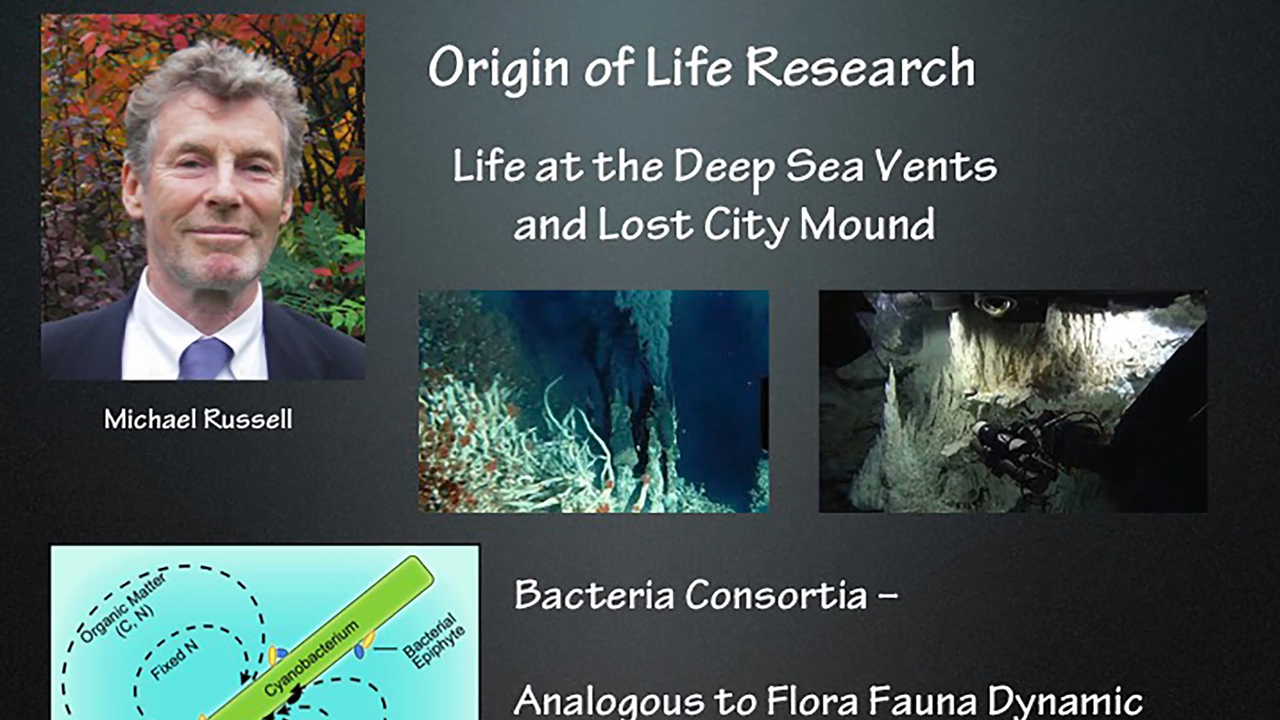 Origin of Life Research
Life at the Deep Sea Vents
and Lost City Mound
Michael Russell
Organic Matter
(C, N)
Fixed N
Cyanobacterium
Bacterial
Epiphyte
Bacteria Consortia –
Analogous to Flora Fauna Dynamic